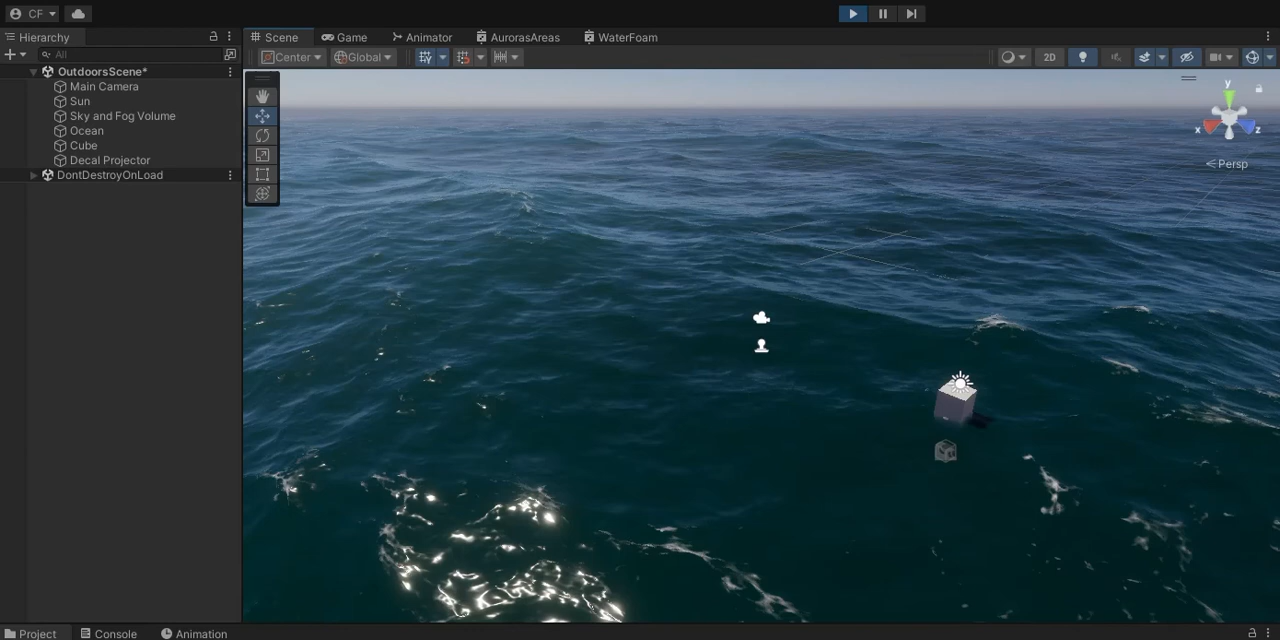 CF
Hierarchy
Scene
Game
Animator
AurorasAreas
WaterFoam
All
Center
Global
2D
OutdoorsScene*
Main Camera
Sun
Sky and Fog Volume
Ocean
Cube
Decal Projector
DontDestroyOnLoad
y
x
z
Persp
Project
Console
Animation